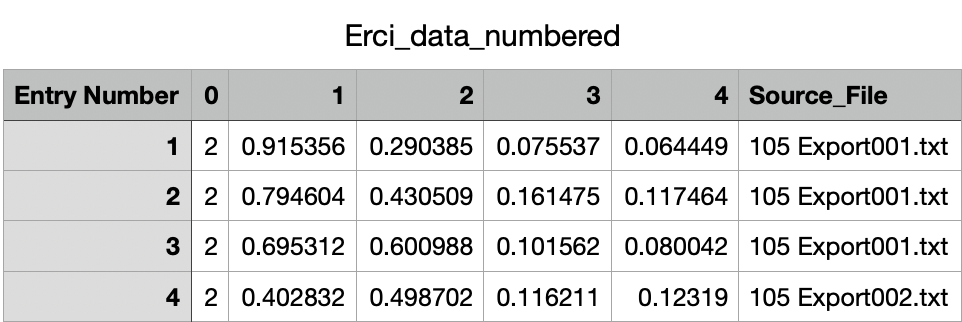 Erci_data_numbered
Entry Number 0 1 2 3 4 Source_File
1 2 0.915356 0.290385 0.075537 0.064449 105 Export001.txt
2 2 0.794604 0.430509 0.161475 0.117464 105 Export001.txt
3 2 0.695312 0.600988 0.101562 0.080042 105 Export001.txt
4 2 0.402832 0.498702 0.116211 0.12319 105 Export002.txt